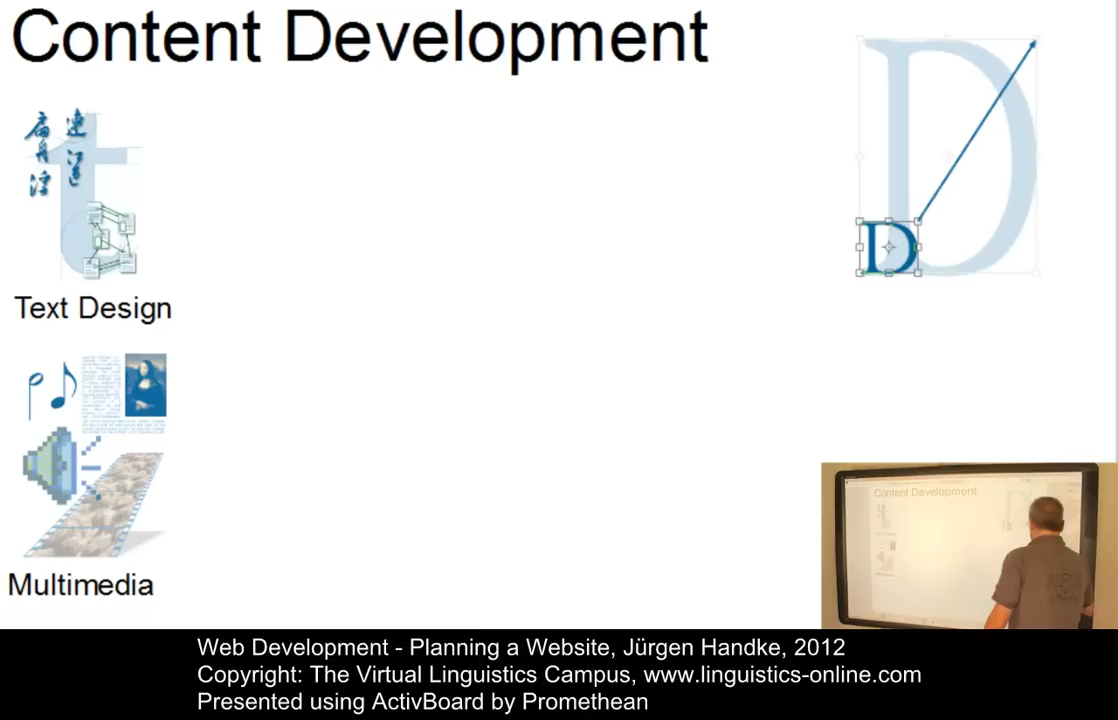 Content Development
D
D
連
t
Text Design
Multimedia
Content Development
Web Development - Planning a Website, Jürgen Handke, 2012
Copyright: The Virtual Linguistics Campus, www.linguistics-online.com
Presented using ActivBoard by Promethean